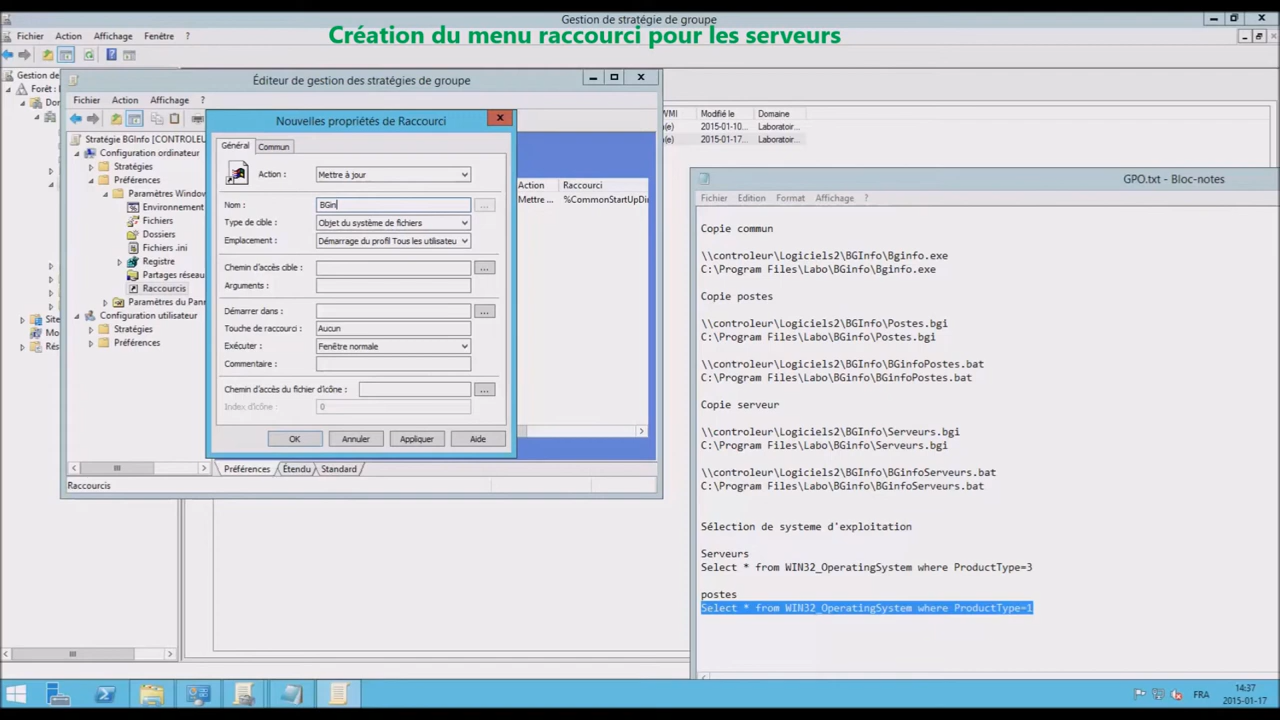 Gestion de stratégie de groupe
Création du menu raccourci pour les serveurs
Fichier Action Affichage Fenêtre ?
Gestion de
Forêt :
Éditeur de gestion des stratégies de groupe
Fichier Action Affichage ?
Stratégie BGInfo [CONTROLEU
Configuration ordinateur
Stratégies
Préférences
Paramètres Window
Environnement
Fichiers
Dossiers
Fichiers .ini
Registre
Partages réseau
Raccourcis
Paramètres du Pann
Configuration utilisateur
Stratégies
Préférences
Préférences Étendu Standard
Raccourcis
Nouvelles propriétés de Raccourci
Général Commun
Action : Mettre à jour
Nom : BGin
Type de cible : Objet du système de fichiers
Emplacement : Démarrage du profil Tous les utilisateu
Chemin d'accès cible : ...
Arguments :
Démarrer dans : ...
Touche de raccourci : Aucun
Exécuter : Fenêtre normale
Commentaire :
Chemin d'accès du fichier d'icône : ...
Index d'icône : 0
OK Annuler Appliquer Aide
Action Raccourci
Mettre ... %CommonStartUpDir
WMI Modifié le Domaine
(e) 2015-01-10... Laboratoir...
(e) 2015-01-17... Laboratoir...
GPO.txt - Bloc-notes
Fichier Edition Format Affichage ?
Copie commun
\\controleur\Logiciels2\BGInfo\Bginfo.exe
C:\Program Files\Labo\BGinfo\Bginfo.exe
Copie postes
\\controleur\Logiciels2\BGInfo\Postes.bgi
C:\Program Files\Labo\BGinfo\Postes.bgi
\\controleur\Logiciels2\BGInfo\BGInfoPostes.bat
C:\Program Files\Labo\BGinfo\BGInfoPostes.bat
Copie serveur
\\controleur\Logiciels2\BGInfo\Serveurs.bgi
C:\Program Files\Labo\BGInfo\Serveurs.bgi
\\controleur\Logiciels2\BGInfo\BGinfoServeurs.bat
C:\Program Files\Labo\BGInfo\BGinfoServeurs.bat
Sélection de systeme d'exploitation
Serveurs
Select * from WIN32_OperatingSystem where ProductType=3
postes
Select * from WIN32_OperatingSystem where ProductType=1
FRA
14:37
2015-01-17